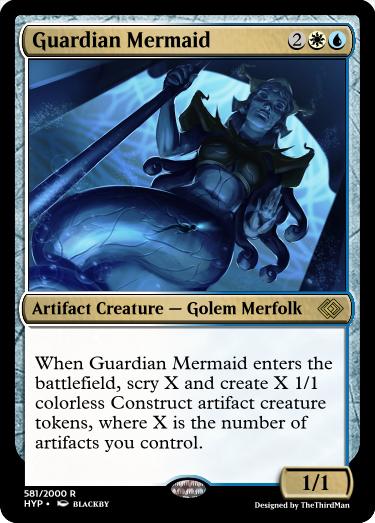 Guardian Mermaid 2
Artifact Creature — Golem Merfolk
When Guardian Mermaid enters the
battlefield, scry X and create X 1/1
colorless Construct artifact creature
tokens, where X is the number of
artifacts you control.
1/1
581/2000 R
HYP • BLACKBY
Designed by TheThirdMan